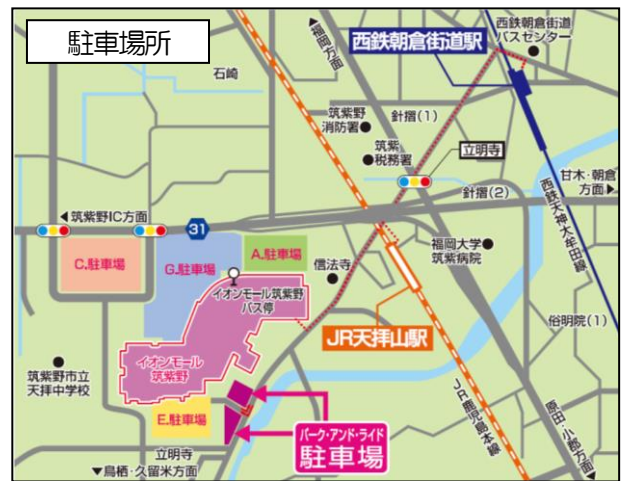 駐車場所
▲福岡方面
西鉄朝倉街道駅
西鉄朝倉街道
バスセンター
石崎
筑紫野
消防署
針摺(1)
筑紫
税務署
立明寺
甘木・朝倉
方面▶
針摺(2)
◀筑紫野IC方面
31
西鉄天神大牟田線
福岡大学
筑紫病院
C.駐車場
G.駐車場
A.駐車場
信法寺
イオンモール筑紫野
バス停
俗明院(1)
JR天拝山駅
イオンモール
筑紫野
筑紫野市立
天拝中学校
JR鹿児島本線
E.駐車場
パーク・アンド・ライド
駐車場
原田・小郡方面▼
立明寺
▼鳥栖・久留米方面